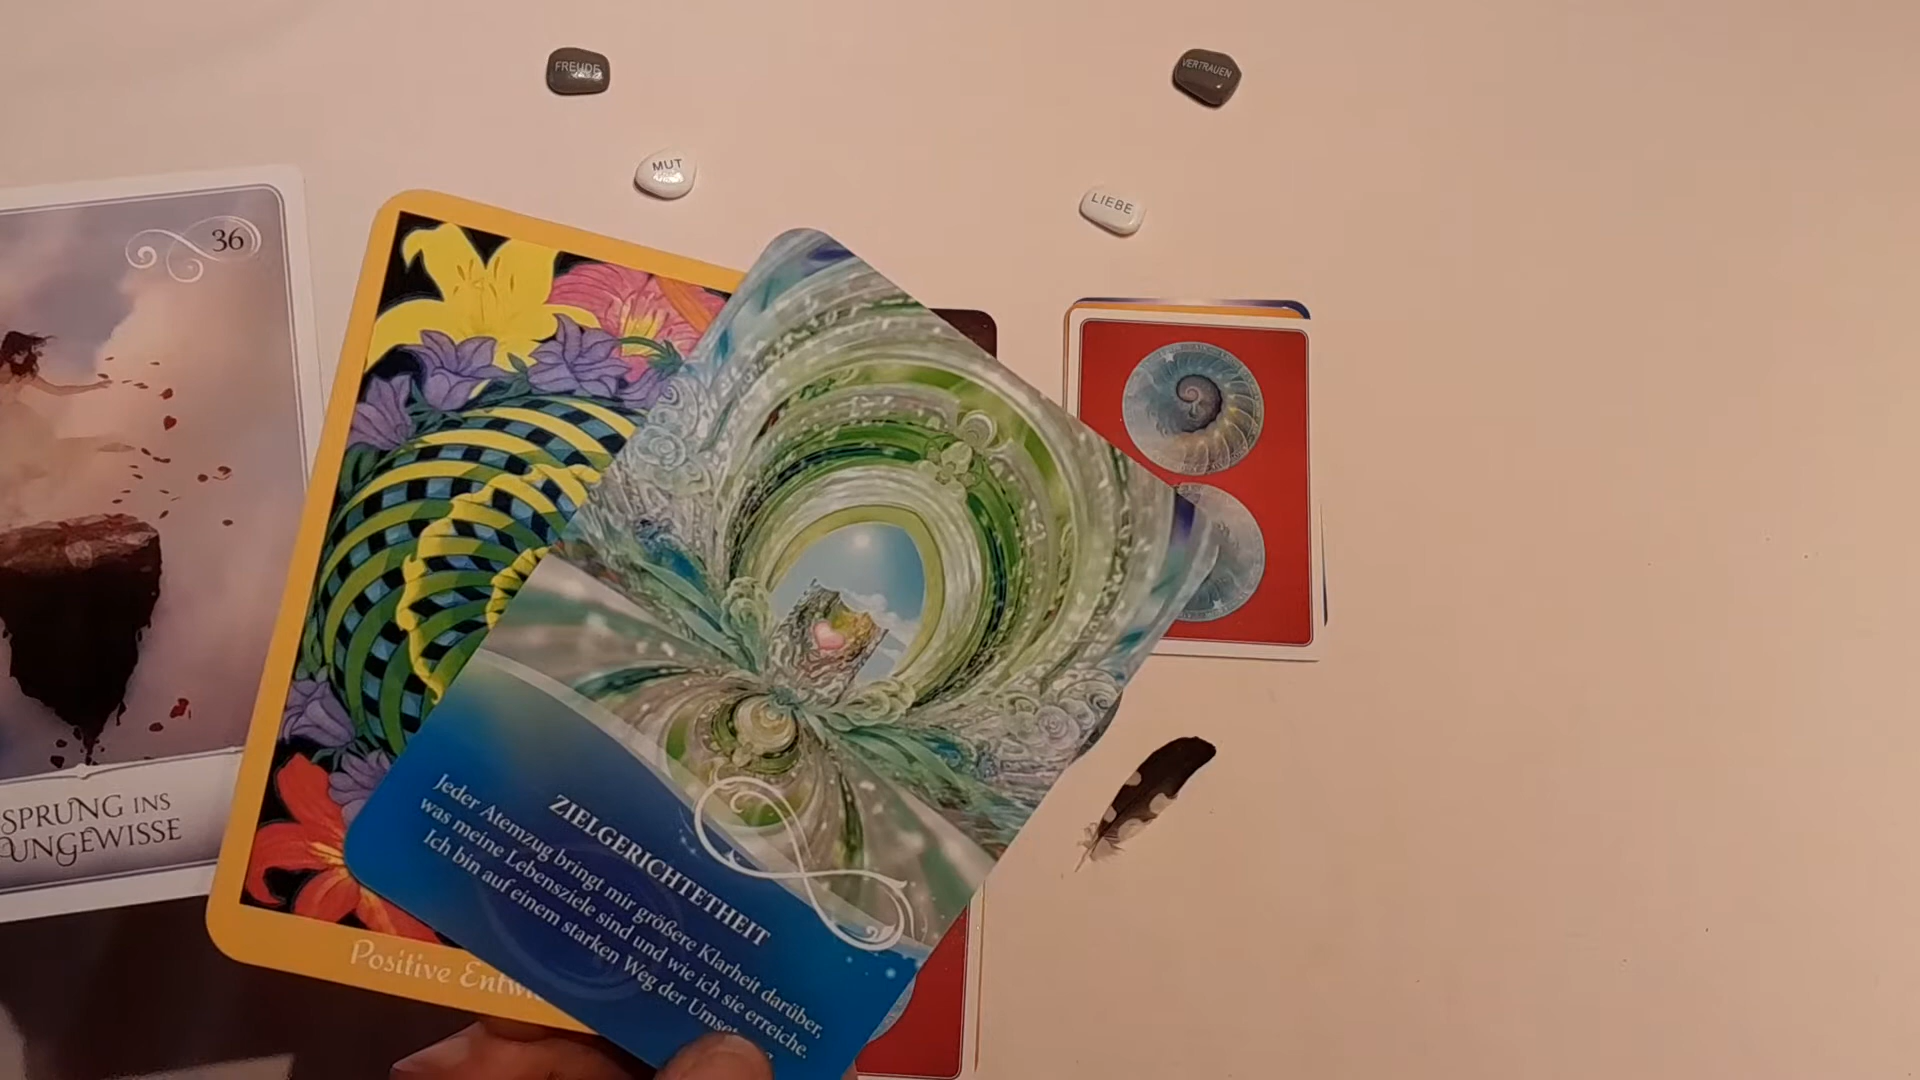 FREUDE
VERTRAUEN
MUT
LIEBE
36
SPRUNG INS
UNGEWISSE
Positive
ZIELGERICHTETHEIT
Jeder Atemzug bringt mir größere Klarheit darüber,
was meine Lebensziele sind und wie ich sie erreiche.
Ich bin auf einem starken Weg der